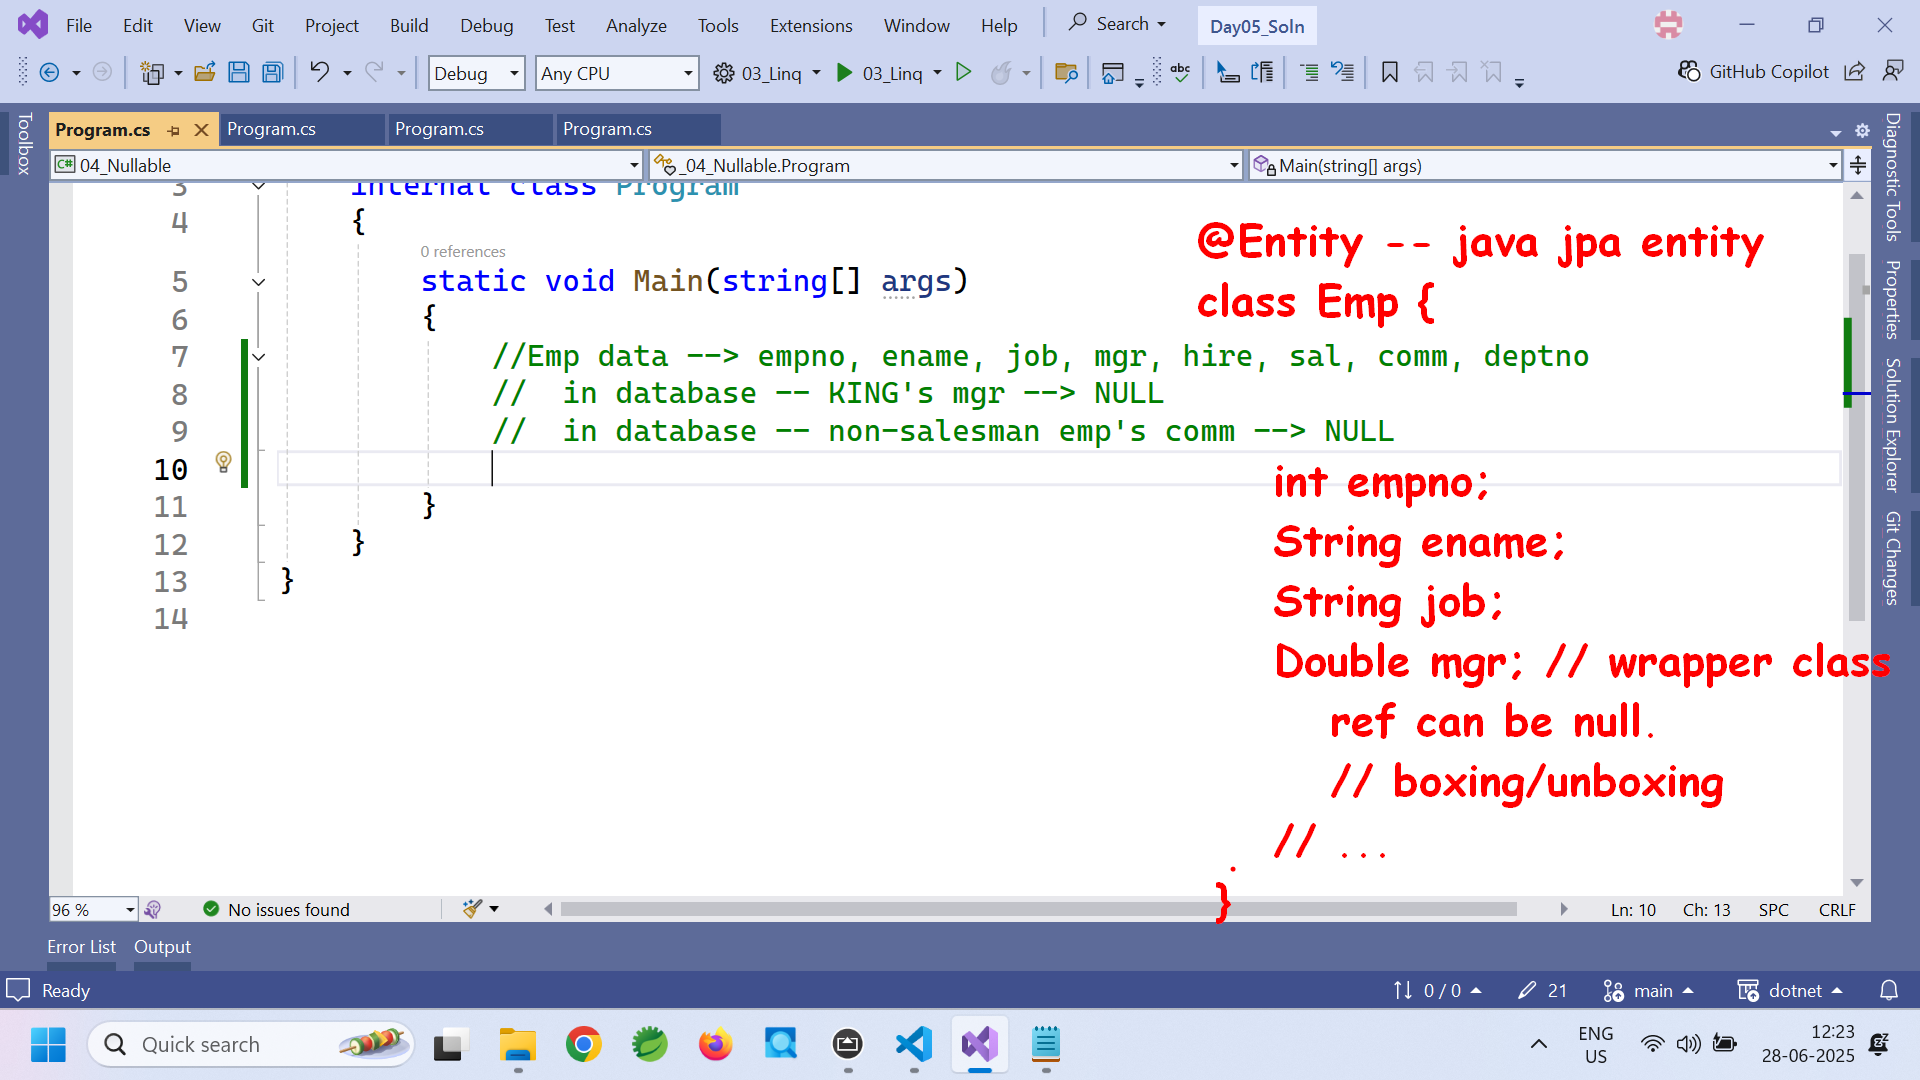 File Edit View Git Project Build Debug Test Analyze Tools Extensions Window Help Search Day05_Soln
Debug Any CPU 03_Linq 03_Linq GitHub Copilot
Toolbox
Program.cs Program.cs Program.cs Program.cs
C# 04_Nullable _04_Nullable.Program Main(string[] args)
3 internal class Program
4 {
0 references
5 static void Main(string[] args)
6 {
7 //Emp data --> empno, ename, job, mgr, hire, sal, comm, deptno
8 //  in database -- KING's mgr --> NULL
9 //  in database -- non-salesman emp's comm --> NULL
10
11 }
12 }
13 }
14
@Entity -- java jpa entity
class Emp {
int empno;
String ename;
String job;
Double mgr; // wrapper class
ref can be null.
// boxing/unboxing
// ...
}
Diagnostic Tools
Properties
Solution Explorer
Git Changes
96 % No issues found Ln: 10 Ch: 13 SPC CRLF
Error List Output
Ready 0 / 0 21 main dotnet
Quick search ENG US 12:23 28-06-2025